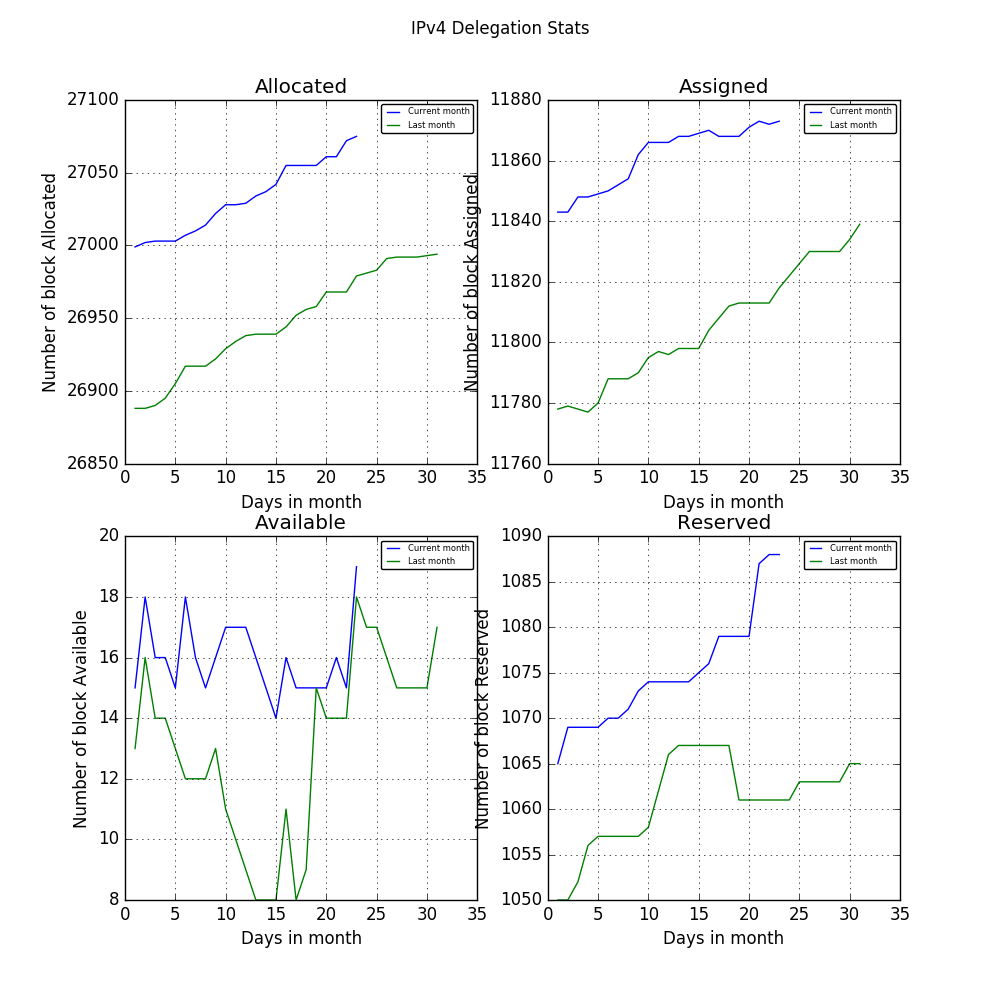 IPv4 Delegation Stats
Allocated
Number of block Allocated
27100
27050
27000
26950
26900
26850
0 5 10 15 20 25 30 35
Days in month
Current month
Last month
Assigned
Number of block Assigned
11880
11860
11840
11820
11800
11780
11760
0 5 10 15 20 25 30 35
Days in month
Current month
Last month
Available
Number of block Available
20
18
16
14
12
10
8
0 5 10 15 20 25 30 35
Days in month
Current month
Last month
Reserved
Number of block Reserved
1090
1085
1080
1075
1070
1065
1060
1055
1050
0 5 10 15 20 25 30 35
Days in month
Current month
Last month